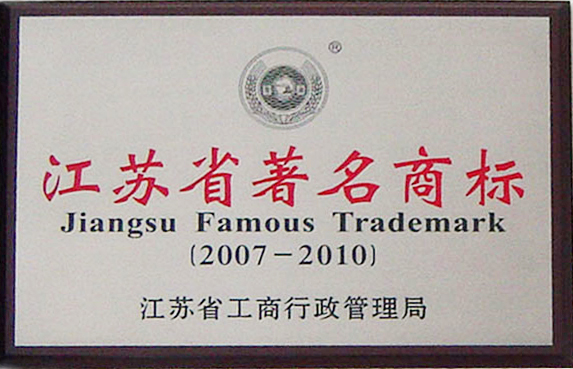 ®
江苏省著名商标
Jiangsu Famous Trademark
(2007-2010)
江苏省工商行政管理局